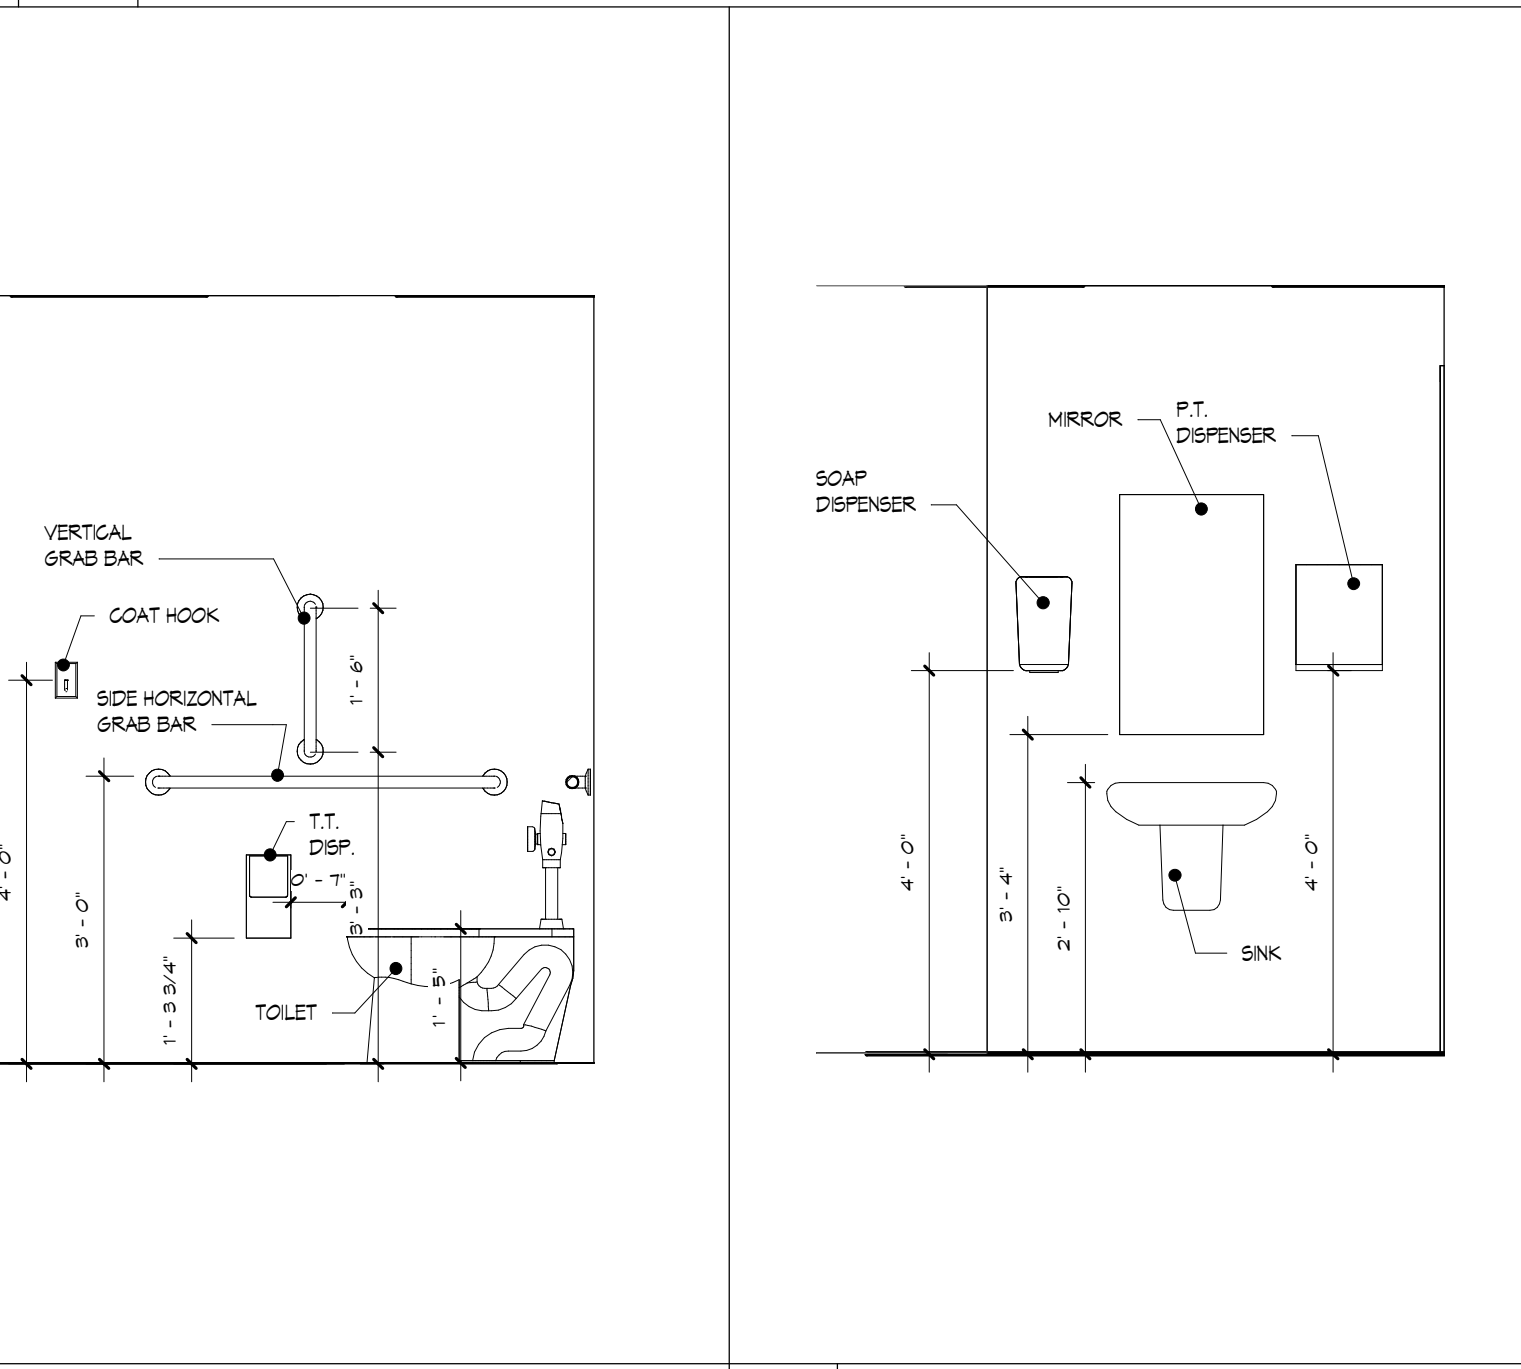 VERTICAL
GRAB BAR
COAT HOOK
1' - 6"
SIDE HORIZONTAL
GRAB BAR
T.T.
DISP.
0' - 7"
4' - 0"
3' - 0"
3' - 3"
1' - 3 3/4"
1' - 5"
TOILET
P.T.
MIRROR
DISPENSER
SOAP
DISPENSER
4' - 0"
3' - 4"
2' - 10"
4' - 0"
SINK